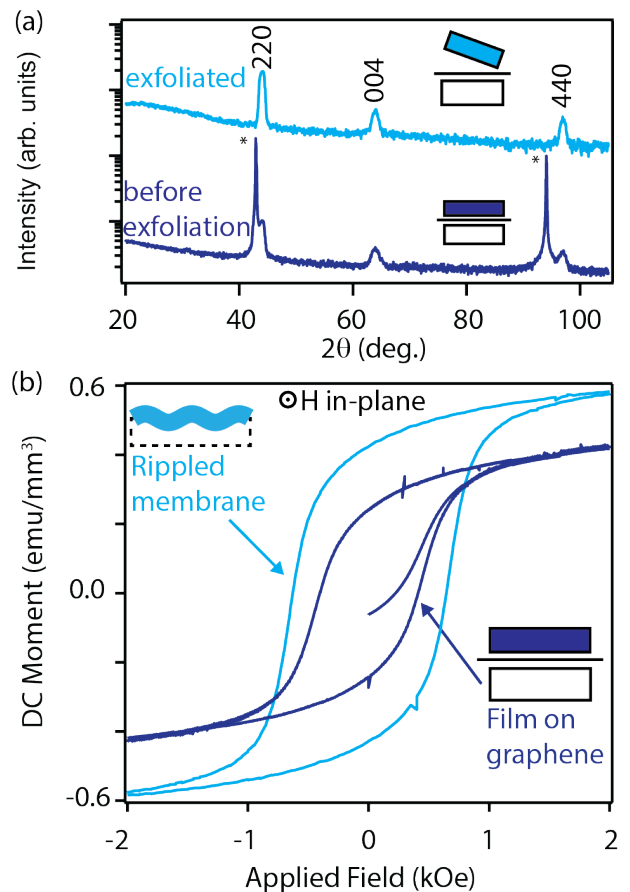 (a)
Intensity (arb. units)
exfoliated
220
004
440
*
*
before
exfoliation
20
40
60
80
100
2θ (deg.)
(b)
DC Moment (emu/mm³)
0.6
0.0
-0.6
H in-plane
Rippled
membrane
Film on
graphene
-2
-1
0
1
2
Applied Field (kOe)